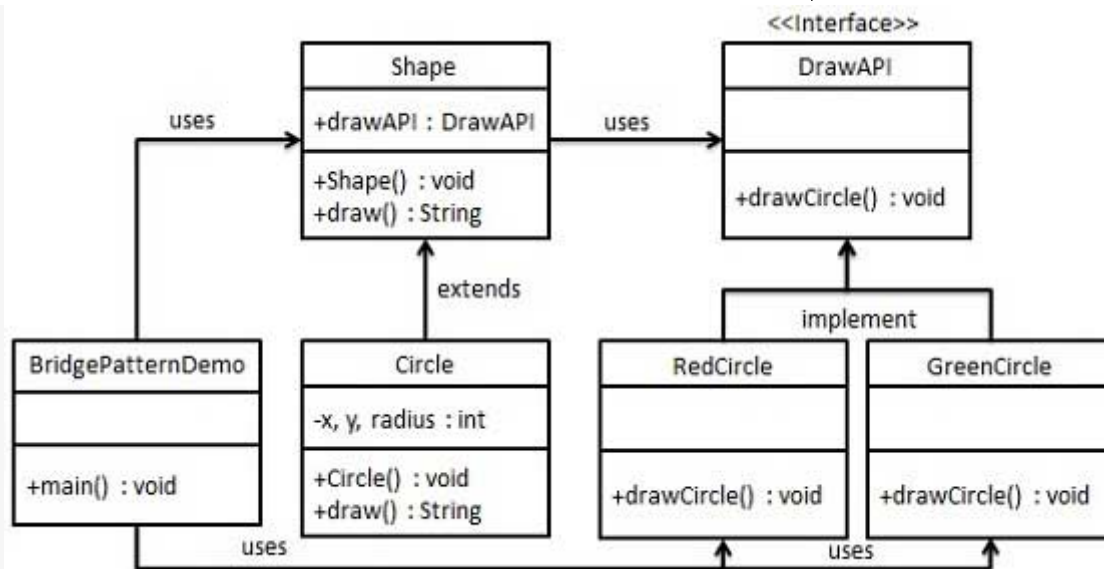 <<Interface>>
Shape
+drawAPI : DrawAPI
+Shape() : void
+draw() : String
DrawAPI
+drawCircle() : void
uses
uses
extends
implement
BridgePatternDemo
+main() : void
Circle
-x, y, radius : int
+Circle() : void
+draw() : String
RedCircle
+drawCircle() : void
GreenCircle
+drawCircle() : void
uses
uses